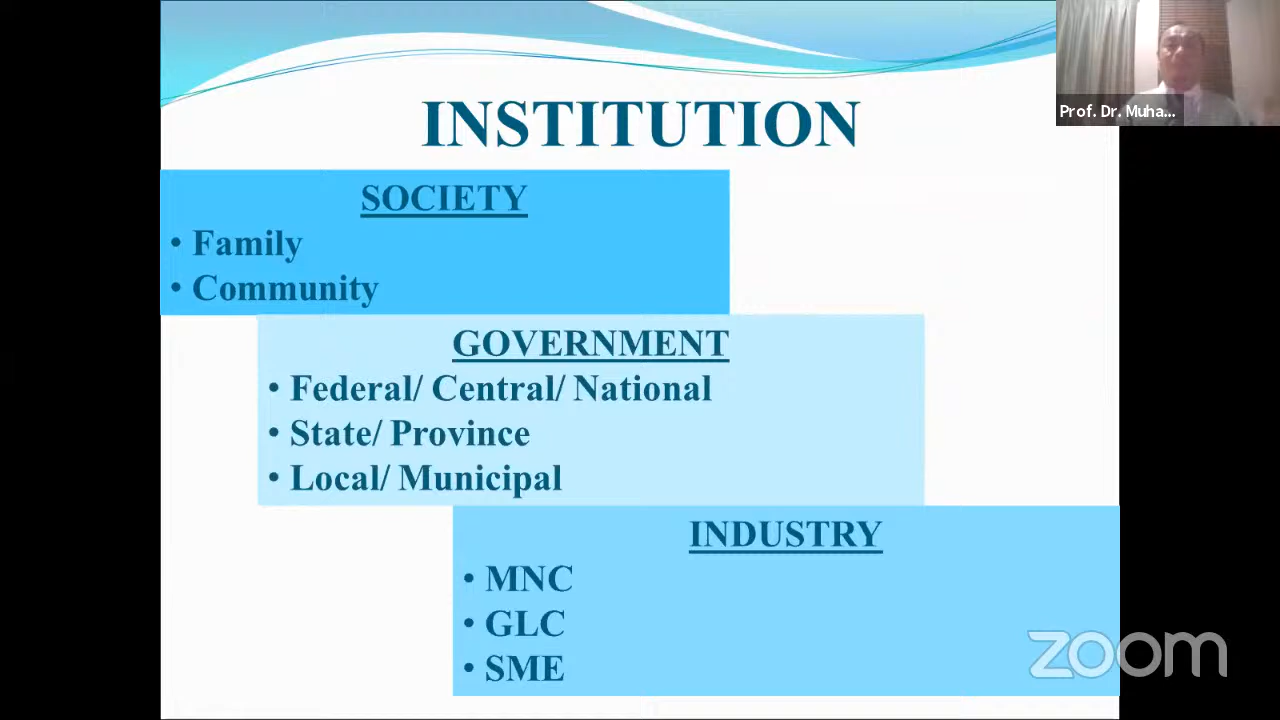 INSTITUTION
Prof. Dr. Muha...
SOCIETY
• Family
• Community
GOVERNMENT
• Federal/ Central/ National
• State/ Province
• Local/ Municipal
INDUSTRY
• MNC
• GLC
• SME
zoom